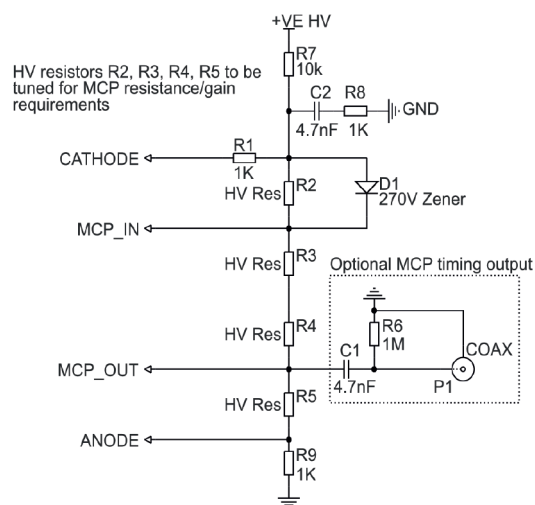 +VE HV
R7
10k
HV resistors R2, R3, R4, R5 to be
tuned for MCP resistance/gain
requirements
C2
R8
GND
4.7nF
1K
R1
CATHODE
1K
R2
HV Res
D1
270V Zener
MCP_IN
R3
HV Res
Optional MCP timing output
R4
HV Res
R6
1M
C1
COAX
MCP_OUT
4.7nF
P1
R5
HV Res
ANODE
R9
1K